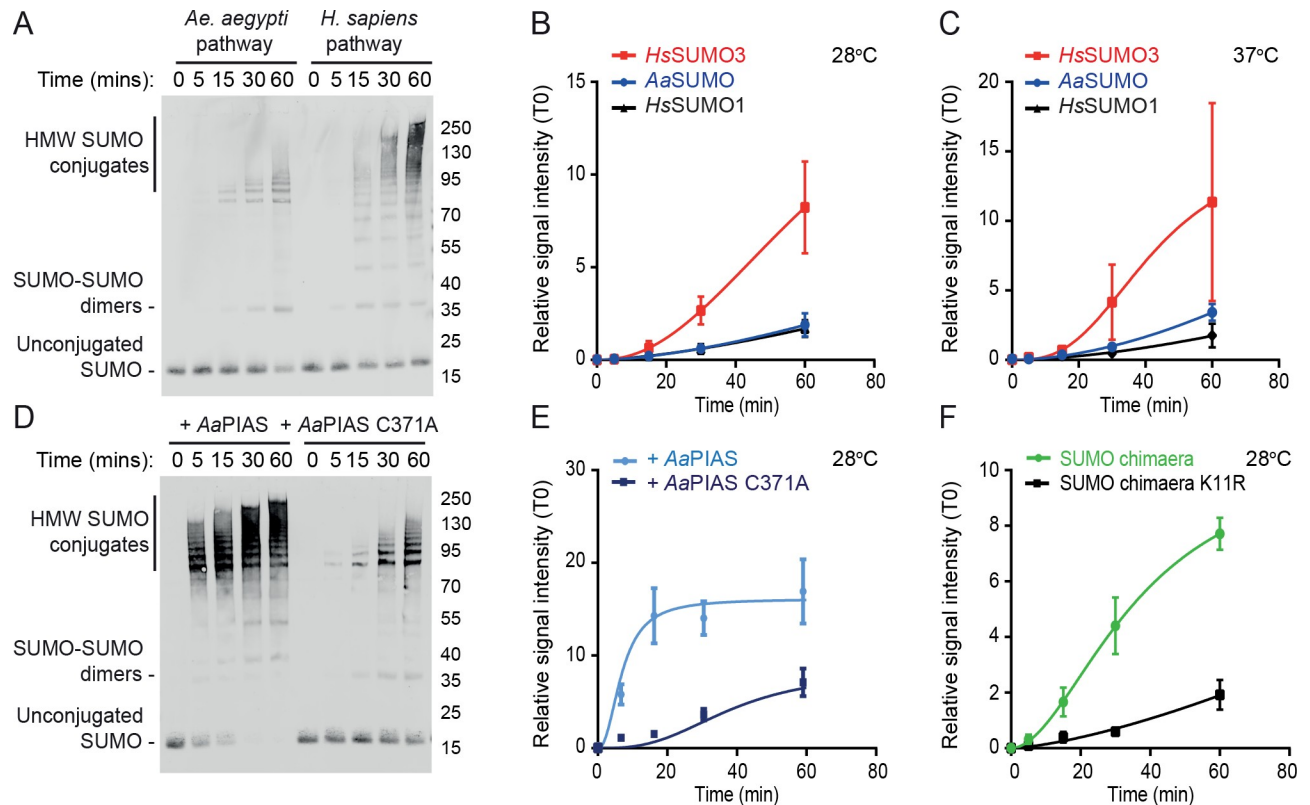 A
Ae. aegypti pathway
H. sapiens pathway
Time (mins): 0 5 15 30 60 0 5 15 30 60
HMW SUMO conjugates
SUMO-SUMO dimers -
Unconjugated SUMO -
250
130
95
70
55
40
35
25
15
B
HsSUMO3
AaSUMO
HsSUMO1
28°C
Relative signal intensity (T0)
15
10
5
0
0 20 40 60 80
Time (min)
C
HsSUMO3
AaSUMO
HsSUMO1
37°C
Relative signal intensity (T0)
20
15
10
5
0
0 20 40 60 80
Time (min)
D
+ AaPIAS + AaPIAS C371A
Time (mins): 0 5 15 30 60 0 5 15 30 60
HMW SUMO conjugates
SUMO-SUMO dimers -
Unconjugated SUMO -
250
130
95
70
55
40
35
25
15
E
+ AaPIAS
+ AaPIAS C371A
28°C
Relative signal intensity (T0)
30
20
10
0
0 20 40 60 80
Time (min)
F
SUMO chimaera
SUMO chimaera K11R
28°C
Relative signal intensity (T0)
10
8
6
4
2
0
0 20 40 60 80
Time (min)